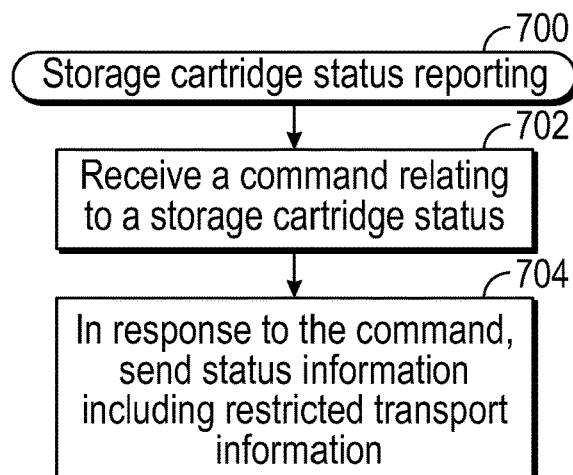 700
Storage cartridge status reporting
702
Receive a command relating
to a storage cartridge status
704
In response to the command,
send status information
including restricted transport
information